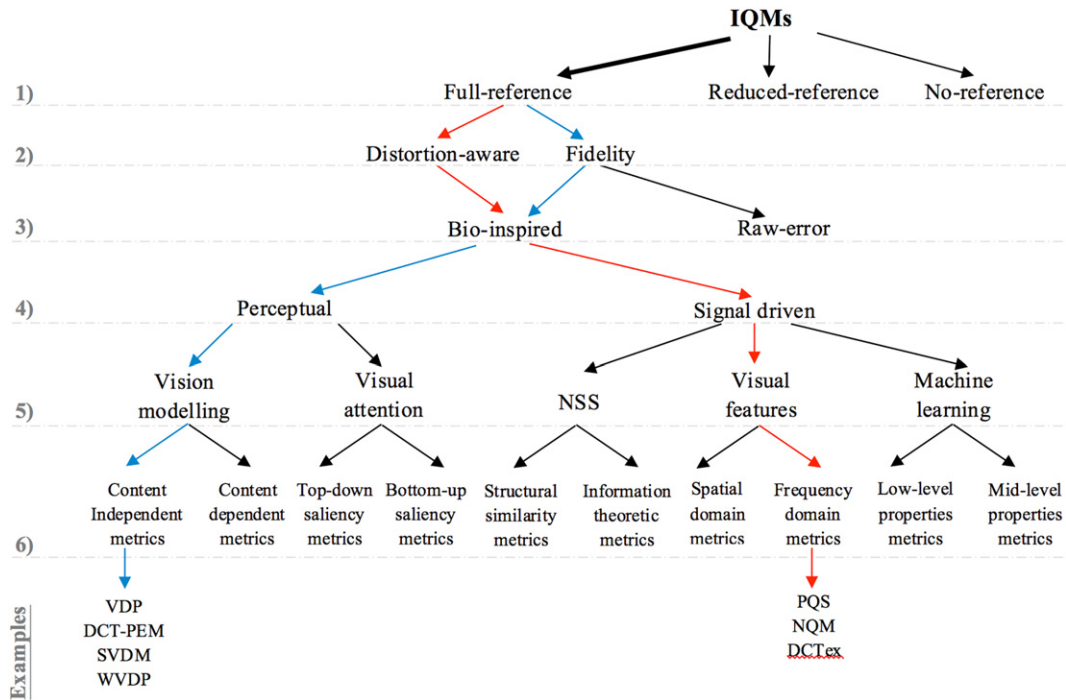 IQMs
1) Full-reference Reduced-reference No-reference
2) Distortion-aware Fidelity
3) Bio-inspired Raw-error
4) Perceptual Signal driven
Vision Visual NSS Visual Machine
5) modelling attention features learning
Content Content Top-down Bottom-up Structural Information Spatial Frequency Low-level Mid-level
Independent dependent saliency saliency similarity theoretic domain domain properties properties
metrics metrics metrics metrics metrics metrics metrics metrics metrics metrics
6)
Examples
VDP PQS
DCT-PEM NQM
SVDM DCTex
WVDP